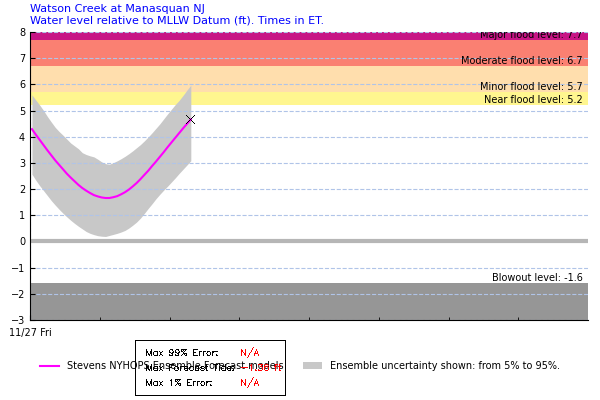 Watson Creek at Manasquan NJ
Water level relative to MLLW Datum (ft). Times in ET.
8
7
6
5
4
3
2
1
0
−1
−2
−3
Major flood level: 7.7
Moderate flood level: 6.7
Minor flood level: 5.7
Near flood level: 5.2
Blowout level: -1.6
11/27 Fri
Max 99% Error: N/A
Stevens NYHOPS Ensemble Forecast models
Max Forecast Tide:
Max 1% Error: N/A
Ensemble uncertainty shown: from 5% to 95%.